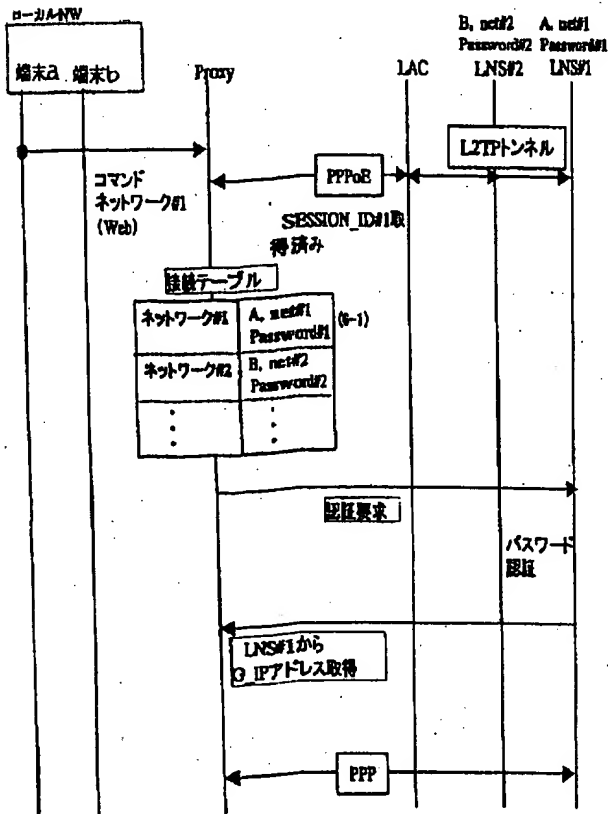 ローカルNW
端末a 端末b
Proxy
LAC
B, net#2
Password#2
LNS#2
A, net#1
Password#1
LNS#1
L2TPトンネル
PPPoE
コマンド
ネットワーク#1
(Web)
SESSION_ID#1取
得済み
接続テーブル
ネットワーク#1
A, net#1
Password#1
(6-1)
ネットワーク#2
B, net#2
Password#2
認証要求
パスワード
認証
LNS#1から
G_IPアドレス取得
PPP